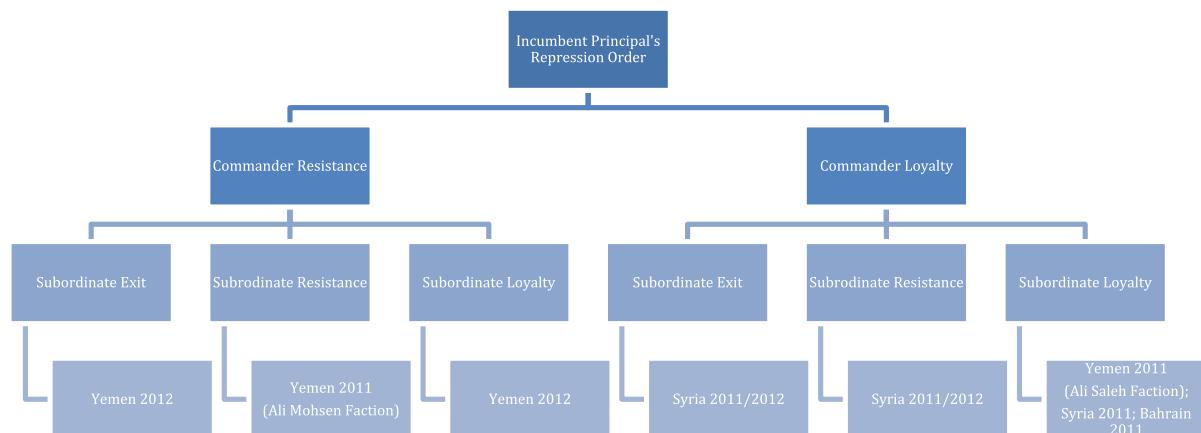 Incumbent Principal's
Repression Order
Commander Resistance
Commander Loyalty
Subordinate Exit
Subrodinate Resistance
Subordinate Loyalty
Subordinate Exit
Subrodinate Resistance
Subordinate Loyalty
Yemen 2012
Yemen 2011
(Ali Mohsen Faction)
Yemen 2012
Syria 2011/2012
Syria 2011/2012
Yemen 2011
(Ali Saleh Faction);
Syria 2011; Bahrain
2011